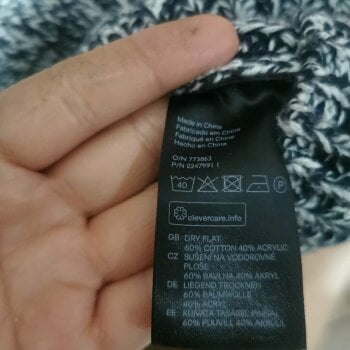 Made in China
Fabricado em China
Fabriqué en Chine
Hecho en China
O/N 773863
P/N 0247991 1
40
P
clevercare.info
GB DRY FLAT
60% COTTON 40% ACRYLIC
CZ SUŠENÍ NA VODOROVNÉ
PLOŠE
60% BAVLNA 40% AKRYL
DE LIEGEND TROCKNEN
60% BAUMWOLLE
40% ACRYL
EE KUIVATA TASASEL PINNAL
60% PUUVILL 40% AKRÜÜL